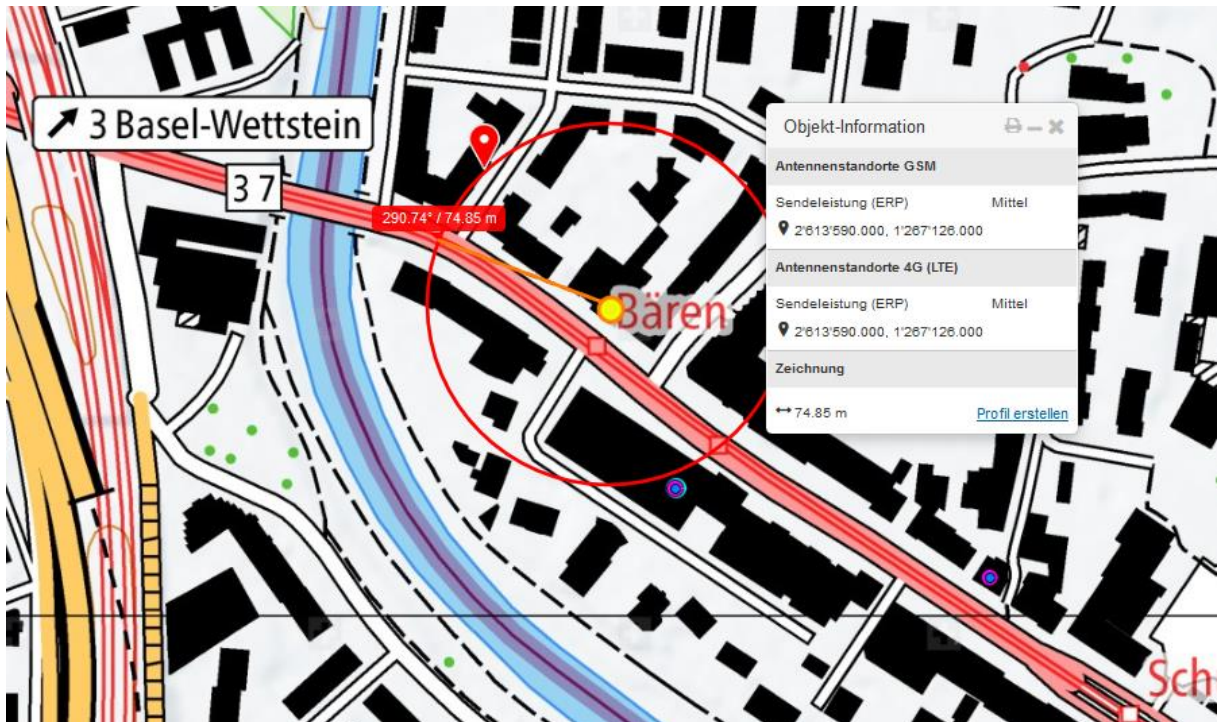 3 Basel-Wettstein
37
290.74° / 74.85 m
Bären
Objekt-Information
Antennenstandorte GSM
Sendeleistung (ERP) Mittel
2'613'590.000, 1'267'126.000
Antennenstandorte 4G (LTE)
Sendeleistung (ERP) Mittel
2'613'590.000, 1'267'126.000
Zeichnung
74.85 m Profil erstellen
Sch